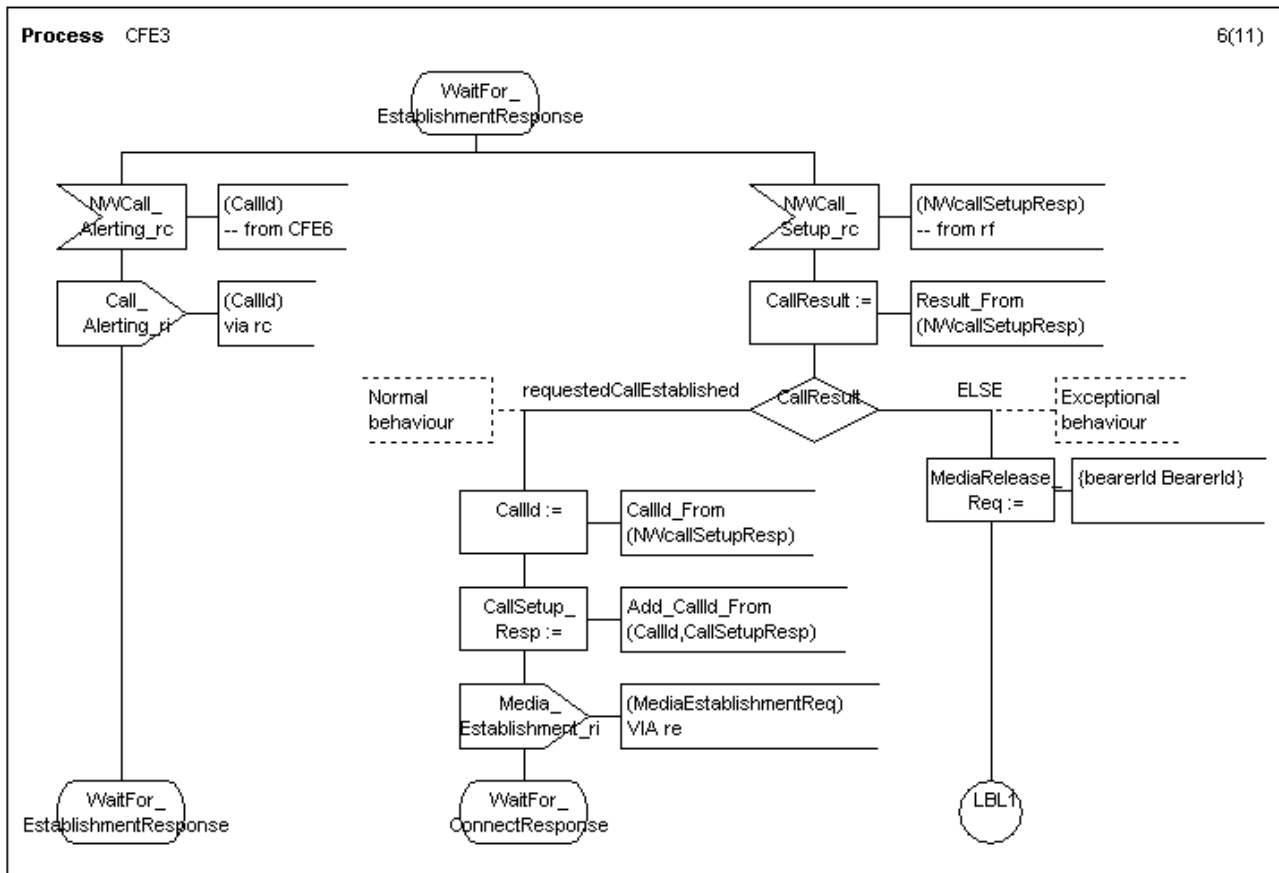 Process CFE3
6(11)
WaitFor_
EstablishmentResponse
NWCall_
Alerting_rc
(CallId)
-- from CFE6
NWCall_
Setup_rc
(NWcallSetupResp)
-- from rf
Call_
Alerting_ri
(CallId)
via rc
CallResult :=
Result_From
(NWcallSetupResp)
Normal
behaviour
requestedCallEstablished
CallResult
ELSE
Exceptional
behaviour
MediaRelease_
Req :=
{bearerId BearerId}
CallId :=
CallId_From
(NWcallSetupResp)
CallSetup_
Resp :=
Add_CallId_From
(CallId,CallSetupResp)
Media_
Establishment_ri
(MediaEstablishmentReq)
VIA re
WaitFor_
EstablishmentResponse
WaitFor_
ConnectResponse
LBL1